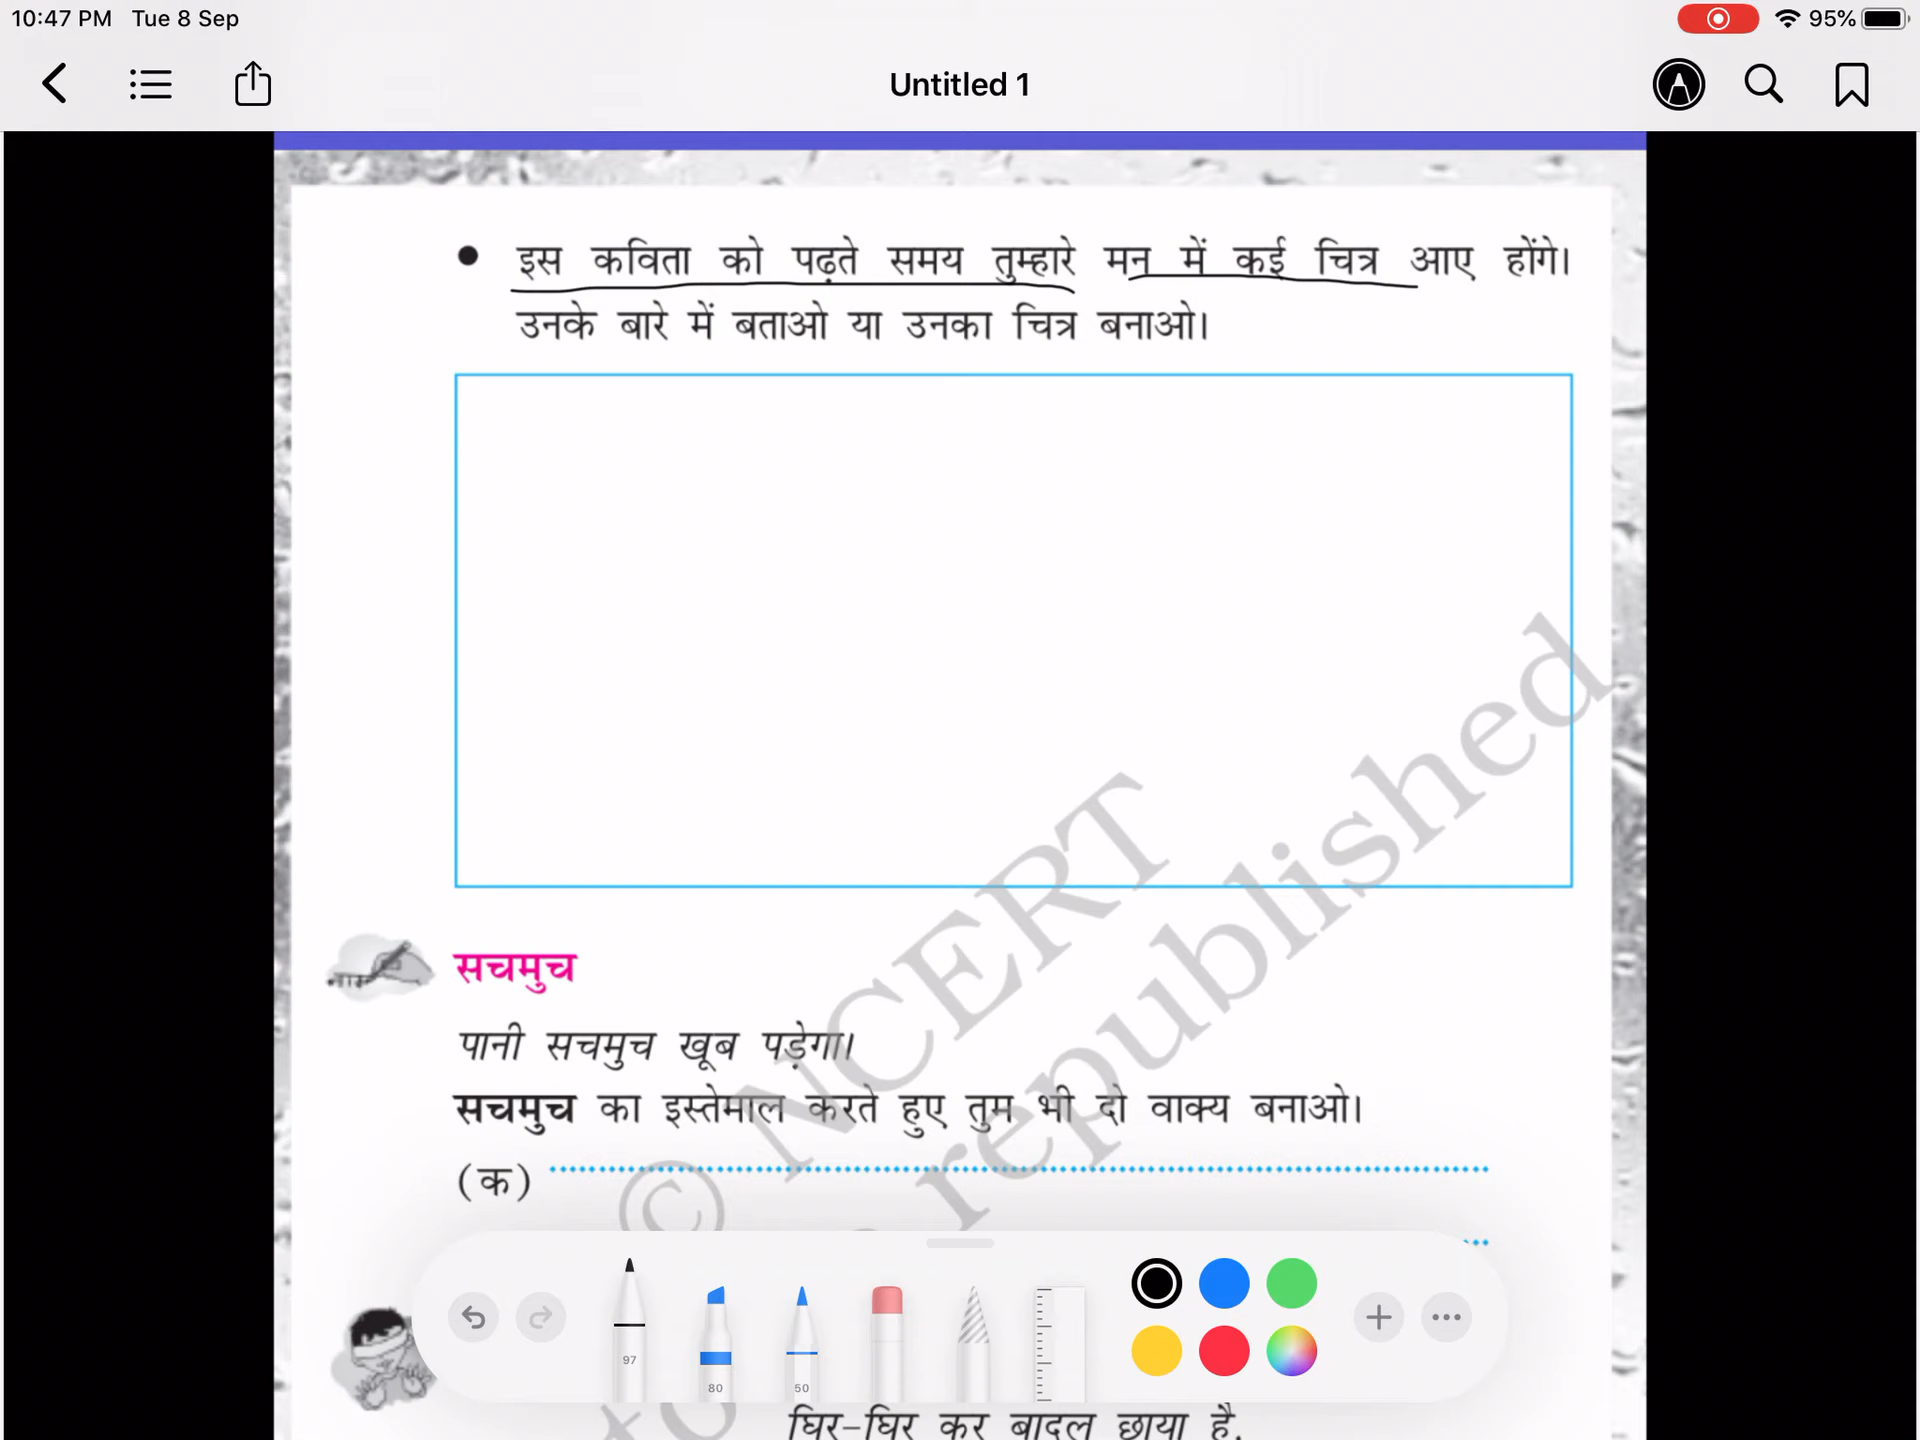 10:47 PM Tue 8 Sep
95%
Untitled 1
• इस कविता को पढ़ते समय तुम्हारे मन में कई चित्र आए होंगे।
उनके बारे में बताओ या उनका चित्र बनाओ।
सचमुच
पानी सचमुच खूब पड़ेगा।
सचमुच का इस्तेमाल करते हुए तुम भी दो वाक्य बनाओ।
(क)
© NCERT
republished
97
80
50
घिर-घिर कर बादल छाया है,